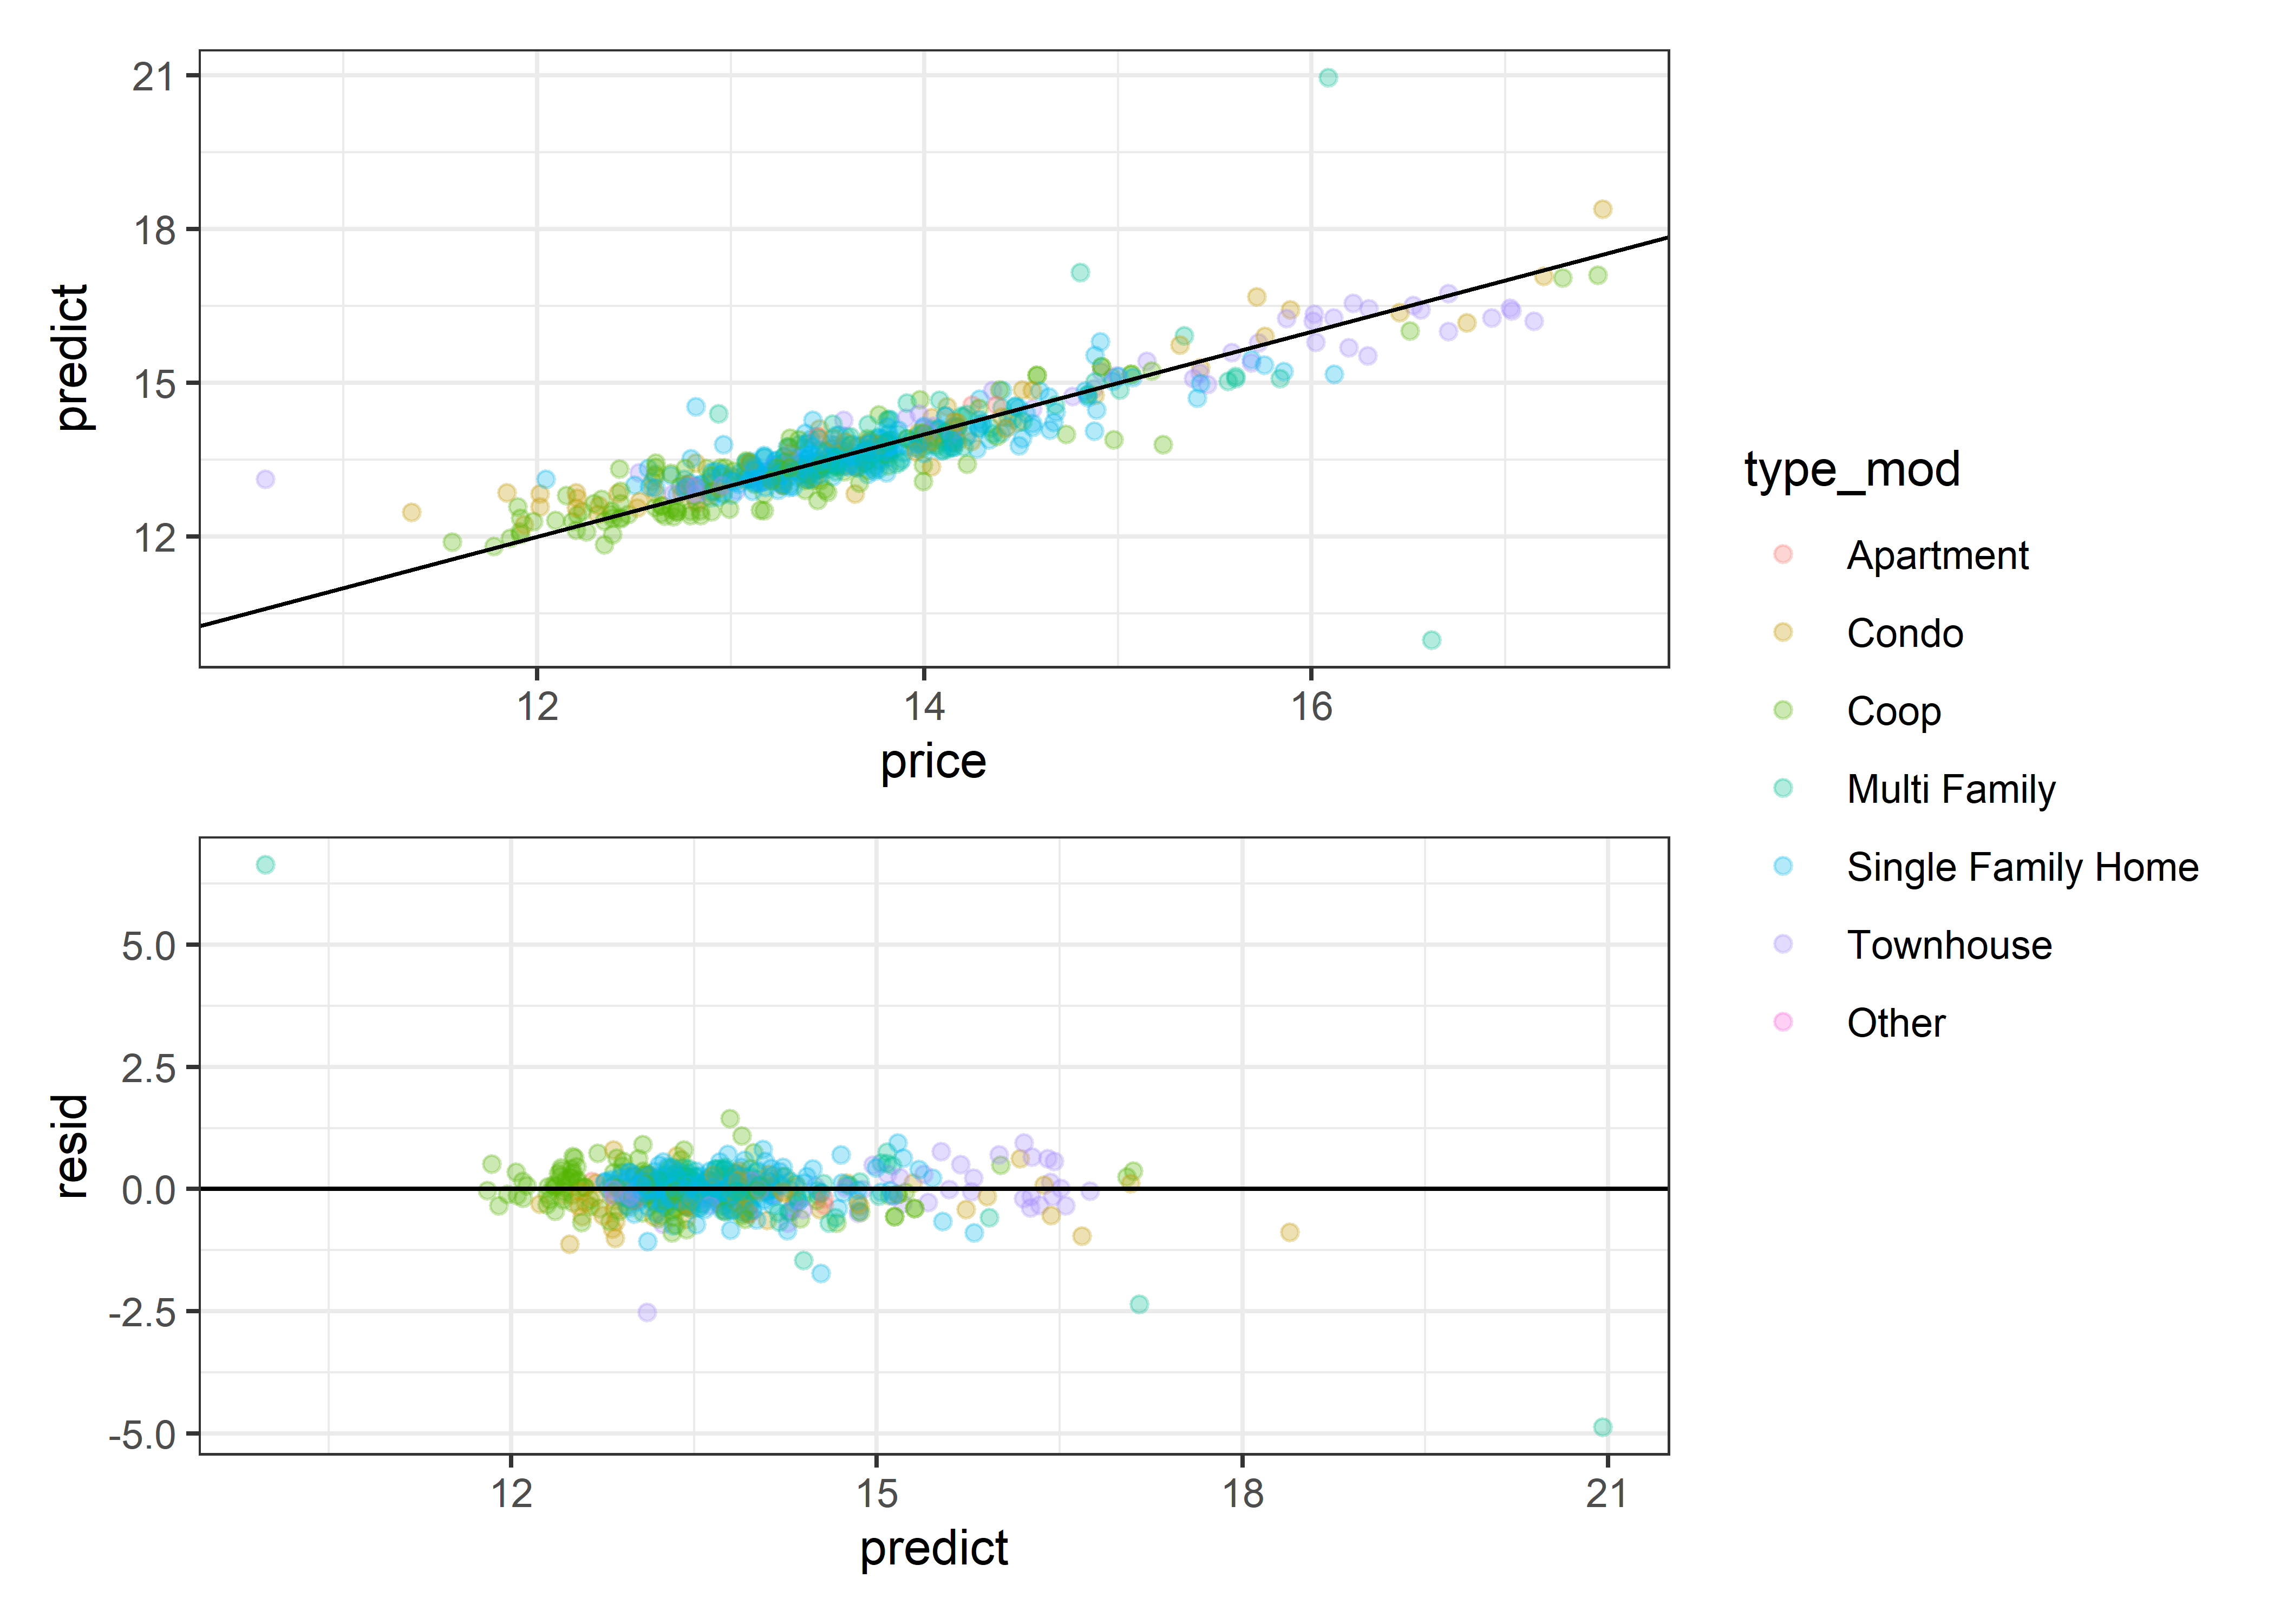 21
18
15
12
predict
12 14 16
price
5.0
2.5
0.0
-2.5
-5.0
resid
12 15 18 21
predict
type_mod
Apartment
Condo
Coop
Multi Family
Single Family Home
Townhouse
Other